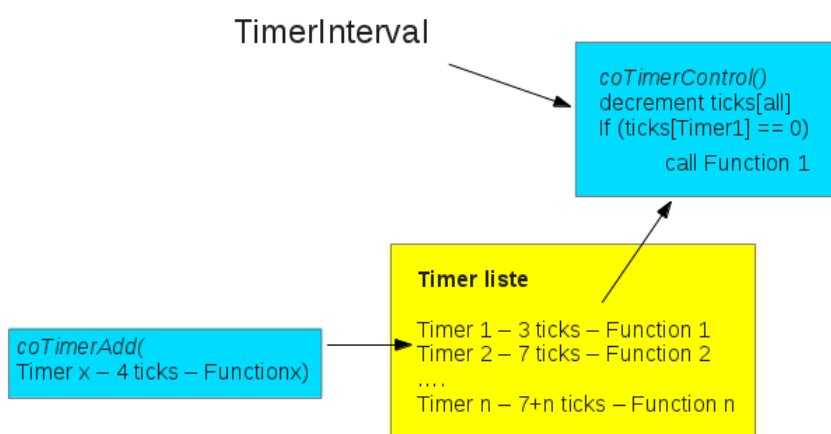 TimerInterval
coTimerControl()
decrement ticks[all]
If (ticks[Timer1] == 0)
call Function 1
Timer liste
Timer 1 – 3 ticks – Function 1
Timer 2 – 7 ticks – Function 2
....
Timer n – 7+n ticks – Function n
coTimerAdd(
Timer x – 4 ticks – Functionx)